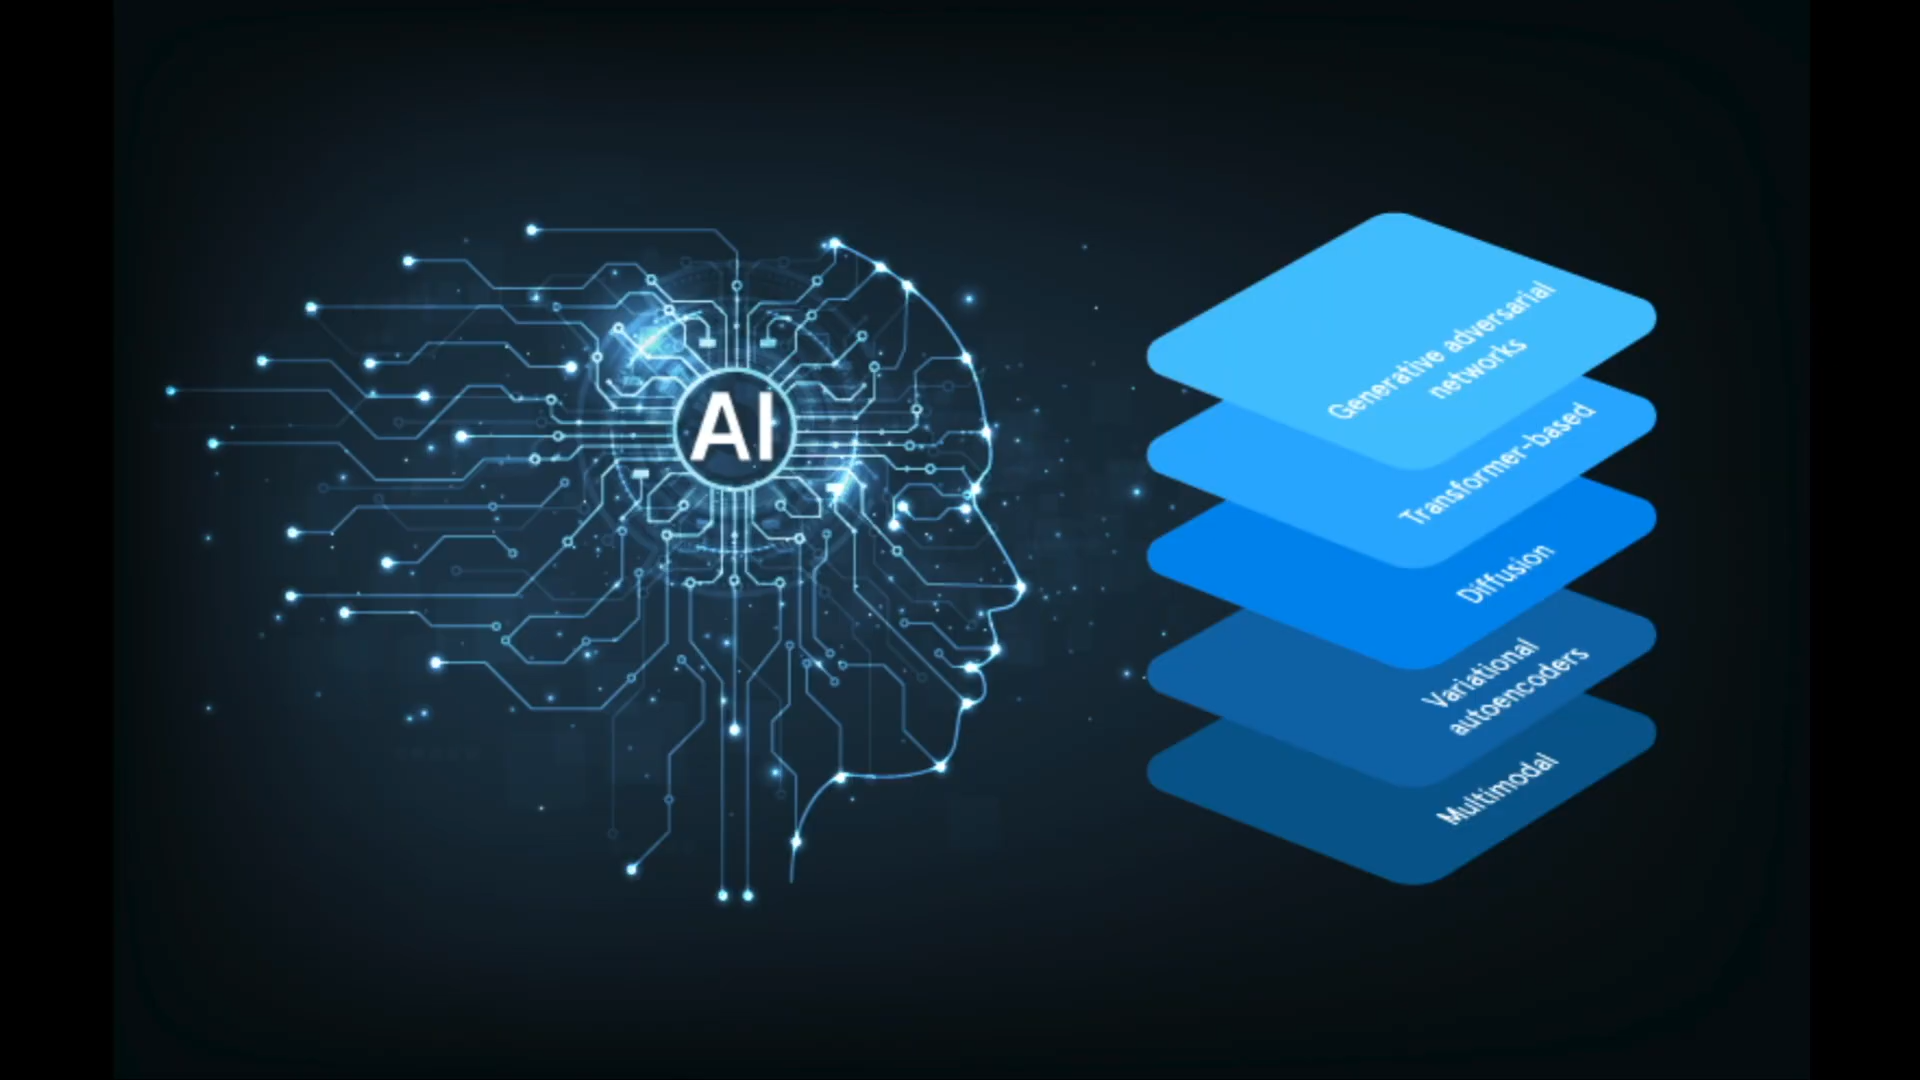 AI
Generative adversarial
networks
Transformer-based
Diffusion
Variational
autoencoders
Multimodal